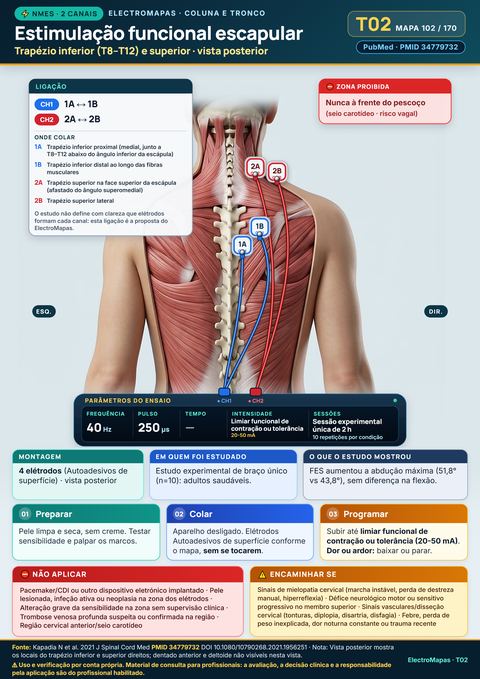 NMES · 2 CANAIS
ELECTROMAPAS · COLUNA E TRONCO
Estimulação funcional escapular
Trapézio inferior (T8–T12) e superior · vista posterior
T02 MAPA 102 / 170
PubMed · PMID 34779732
LIGAÇÃO
CH1 1A ↔ 1B
CH2 2A ↔ 2B
ONDE COLAR
1A Trapézio inferior proximal (medial, junto a
T8–T12 abaixo do ângulo inferior da escápula)
1B Trapézio inferior distal ao longo das fibras
musculares
2A Trapézio superior na face superior da escápula
(afastado do ângulo superomedial)
2B Trapézio superior lateral
O estudo não define com clareza que elétrodos
formam cada canal: esta ligação é a proposta do
ElectroMapas.
ZONA PROIBIDA
Nunca à frente do pescoço
(seio carotídeo · risco vagal)
2A
2B
1B
1A
ESQ.
DIR.
CH1
CH2
PARÂMETROS DO ENSAIO
FREQUÊNCIA
40 Hz
PULSO
250 µs
TEMPO
—
INTENSIDADE
Limiar funcional de
contração ou tolerância
20-50 mA
SESSÕES
Sessão experimental
única de 2 h
10 repetições por condição
MONTAGEM
4 elétrodos (Autoadesivos de
superfície) · vista posterior
EM QUEM FOI ESTUDADO
Estudo experimental de braço único
(n=10): adultos saudáveis.
O QUE O ESTUDO MOSTROU
FES aumentou a abdução máxima (51,8°
vs 43,8°), sem diferença na flexão.
01 Preparar
Pele limpa e seca, sem creme. Testar
sensibilidade e palpar os marcos.
02 Colar
Aparelho desligado. Elétrodos
Autoadesivos de superfície conforme
o mapa, sem se tocarem.
03 Programar
Subir até limiar funcional de
contração ou tolerância (20–50 mA).
Dor ou ardor: baixar ou parar.
NÃO APLICAR
Pacemaker/CDI ou outro dispositivo eletrónico implantado · Pele
lesionada, infeção ativa ou neoplasia na zona dos elétrodos ·
Alteração grave da sensibilidade na zona sem supervisão clínica ·
Trombose venosa profunda suspeita ou confirmada na região ·
Região cervical anterior/seio carotídeo
ENCAMINHAR SE
Sinais de mielopatia cervical (marcha instável, perda de destreza
manual, hiperreflexia) · Défice neurológico motor ou sensitivo
progressivo no membro superior · Sinais vasculares/disseção
cervical (tonturas, diplopia, disartria, disfagia) · Febre, perda de
peso inexplicada, dor noturna constante ou trauma recente
Fonte: Kapadia N et al. 2021 J Spinal Cord Med PMID 34779732 DOI 10.1080/10790268.2021.1956251 · Nota: Vista posterior mostra
os locais do trapézio inferior e superior direitos; dentado anterior e deltoide não visíveis nesta vista.
Uso e verificação por conta própria. Material de consulta para profissionais: a avaliação, a decisão clínica e a responsabilidade
pela aplicação são do profissional habilitado.
ElectroMapas · T02